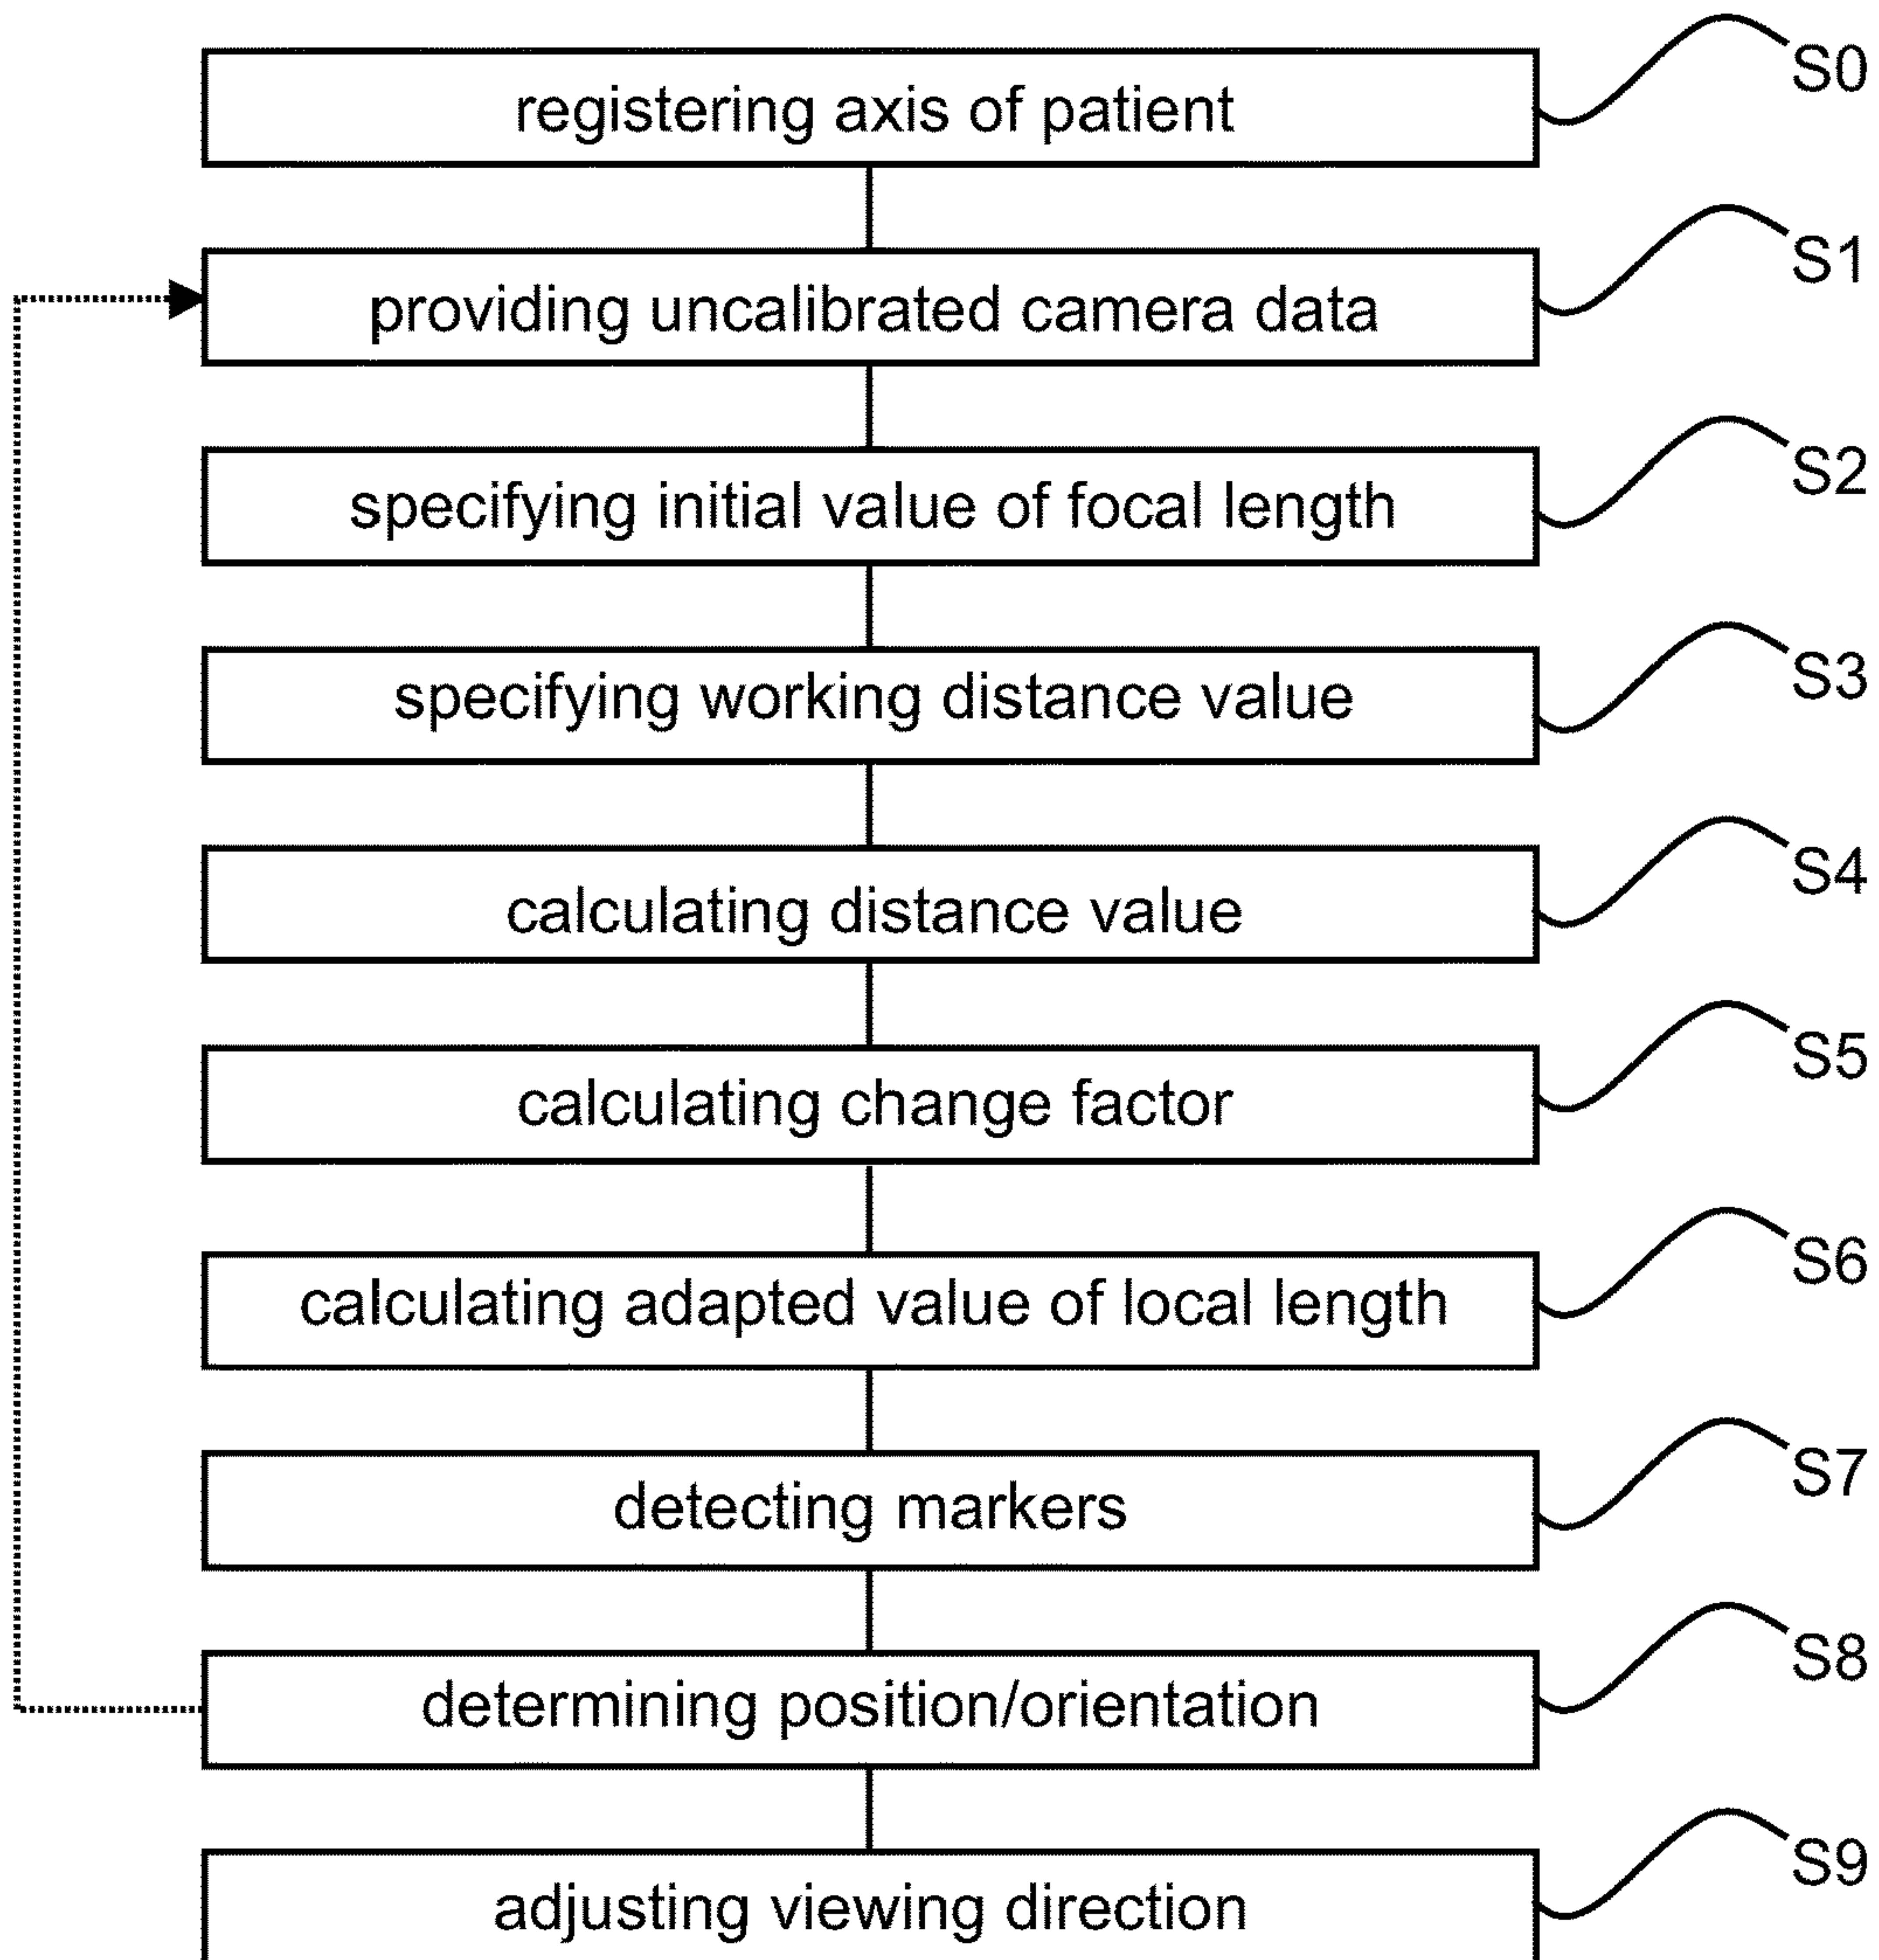 registering axis of patient S0
providing uncalibrated camera data S1
specifying initial value of focal length S2
specifying working distance value S3
calculating distance value S4
calculating change factor S5
calculating adapted value of local length S6
detecting markers S7
determining position/orientation S8
adjusting viewing direction S9